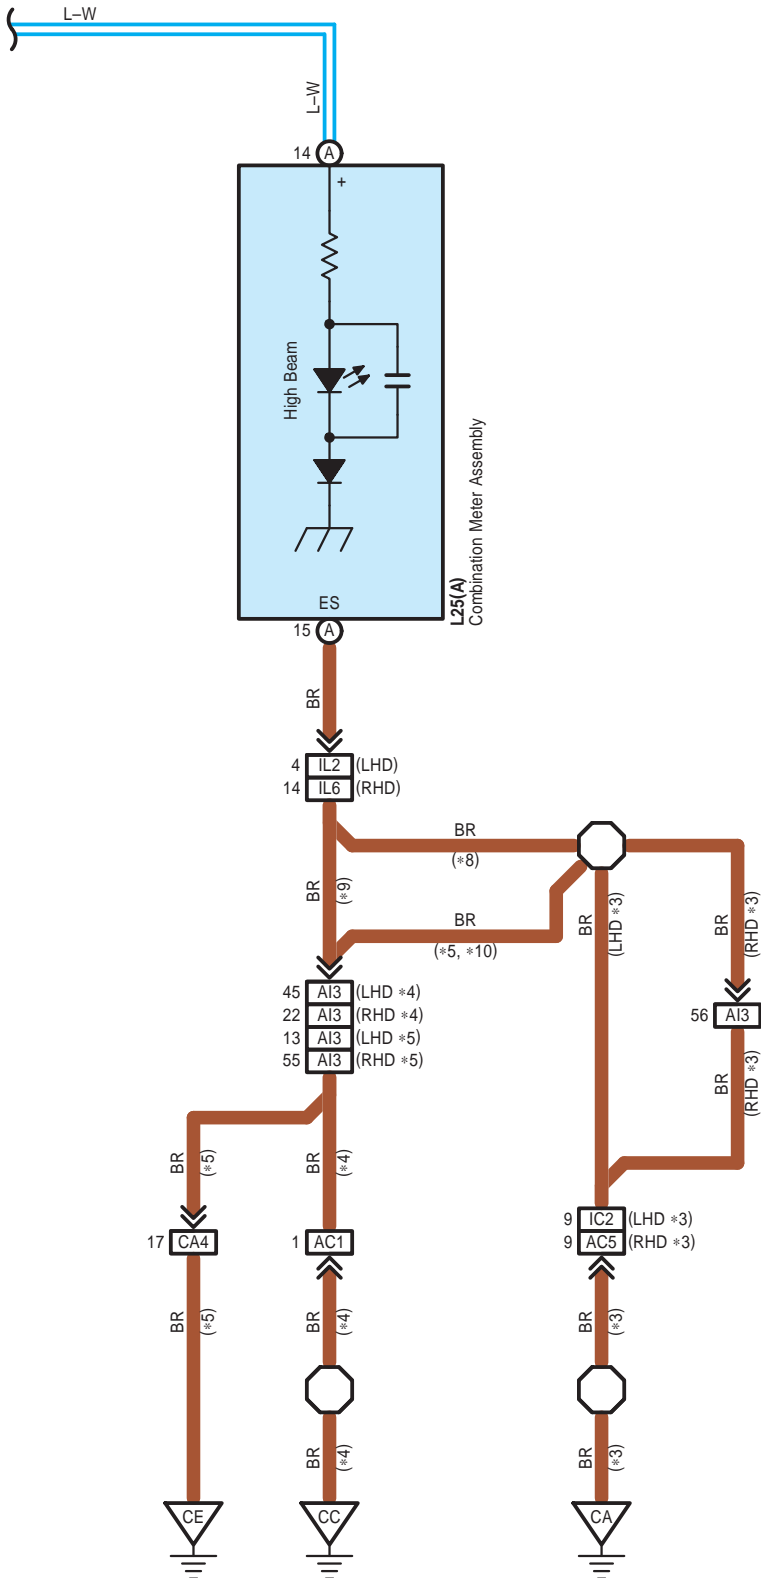 L–W
L–W
14 A
+
High Beam
L25(A)
Combination Meter Assembly
ES
15 A
BR
4 IL2 (LHD)
14 IL6 (RHD)
BR
(*8)
BR
(*9)
BR
(*5, *10)
BR
(LHD *3)
BR
(RHD *3)
45 AI3 (LHD *4)
22 AI3 (RHD *4)
13 AI3 (LHD *5)
55 AI3 (RHD *5)
56 AI3
BR
(RHD *3)
BR
(*5)
BR
(*4)
9 IC2 (LHD *3)
9 AC5 (RHD *3)
17 CA4
1 AC1
BR
(*5)
BR
(*4)
BR
(*3)
BR
(*4)
BR
(*3)
CE
CC
CA